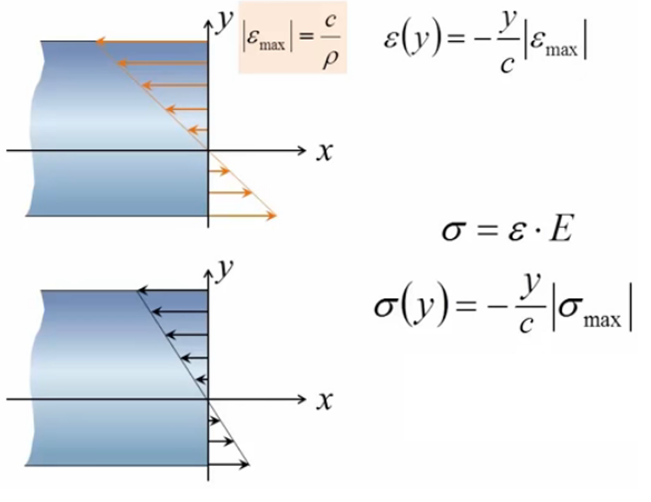 y
|ε_max| = c/ρ
ε(y) = −(y/c)|ε_max|
x
σ = ε · E
y
σ(y) = −(y/c)|σ_max|
x